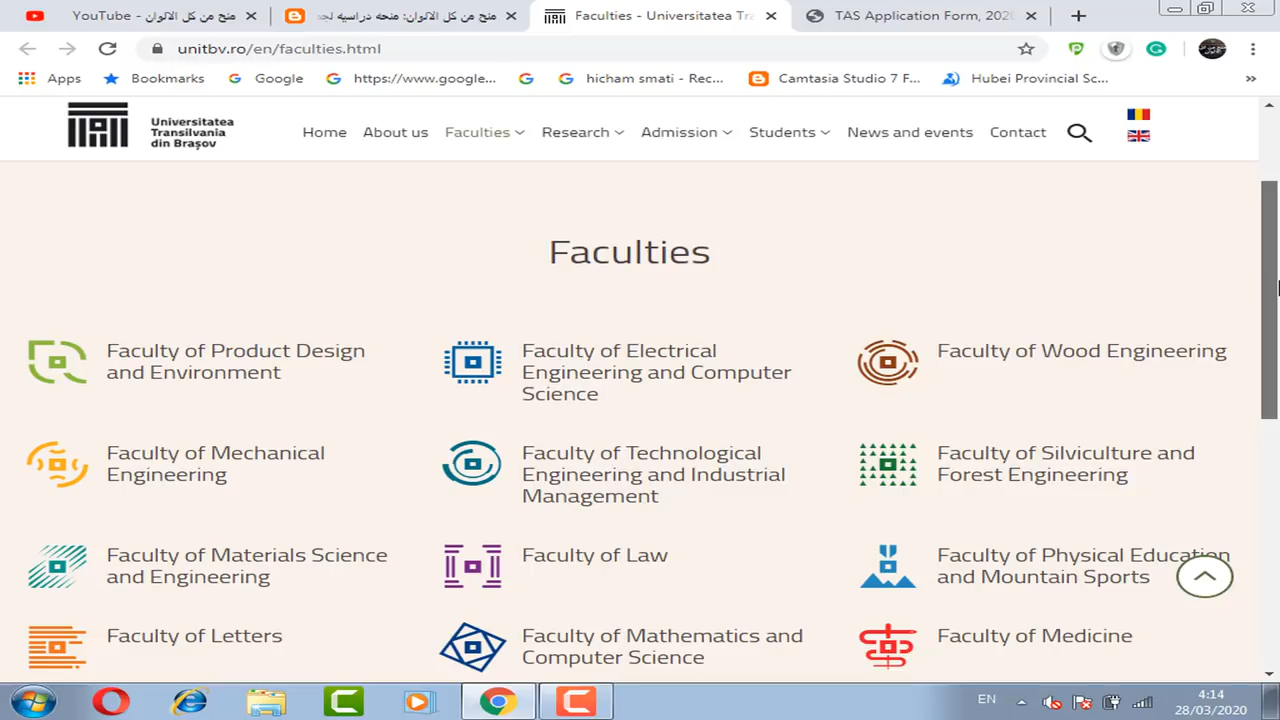 منح من كل الالوان - YouTube
منح من كل الالوان: منحه دراسيه لجم
Faculties - Universitatea Tra
TAS Application Form, 2020
unitbv.ro/en/faculties.html
Apps
Bookmarks
Google
https://www.google...
hicham smati - Rec...
Camtasia Studio 7 F...
Hubei Provincial Sc...
Universitatea
Transilvania
din Brașov
Home
About us
Faculties
Research
Admission
Students
News and events
Contact
Faculties
Faculty of Product Design
and Environment
Faculty of Electrical
Engineering and Computer
Science
Faculty of Wood Engineering
Faculty of Mechanical
Engineering
Faculty of Technological
Engineering and Industrial
Management
Faculty of Silviculture and
Forest Engineering
Faculty of Materials Science
and Engineering
Faculty of Law
Faculty of Physical Education
and Mountain Sports
Faculty of Letters
Faculty of Mathematics and
Computer Science
Faculty of Medicine
EN
4:14
28/03/2020